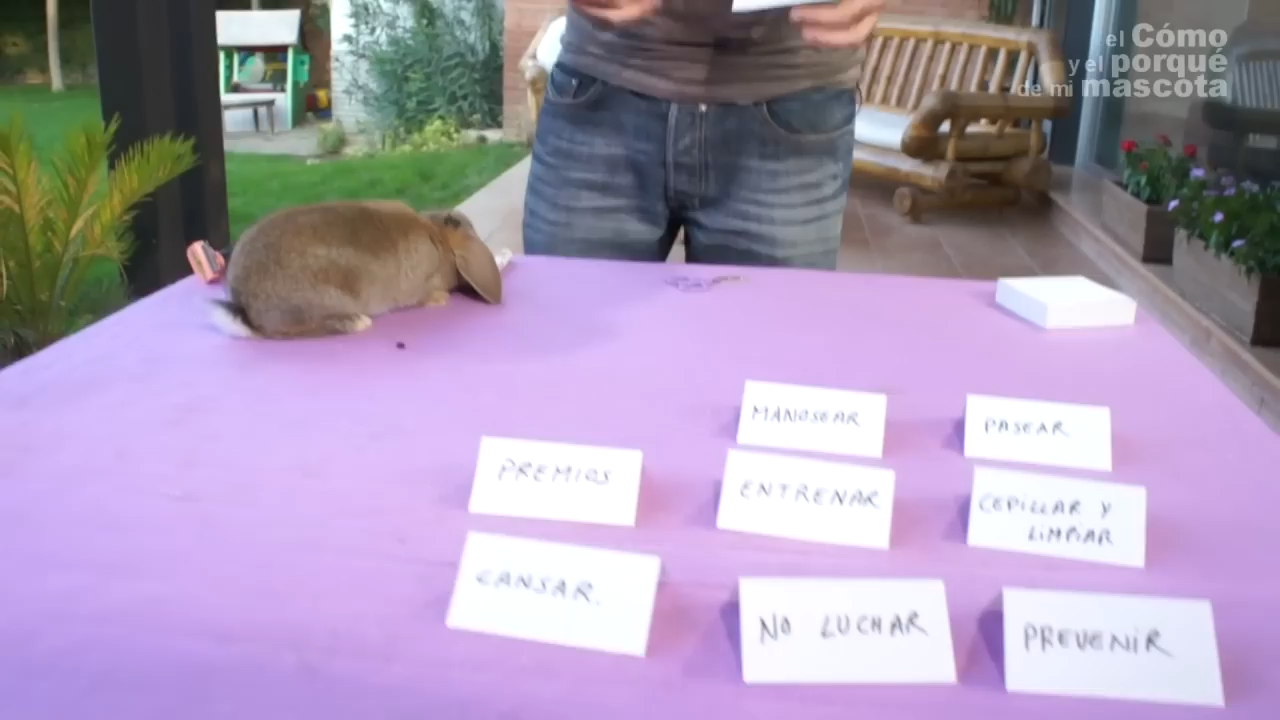 el Cómo
y el porqué
de mi mascota
MANOSEAR
PASEAR
PREMIOS
ENTRENAR
CEPILLAR Y
LIMPIAR
CANSAR.
NO LUCHAR
PREVENIR